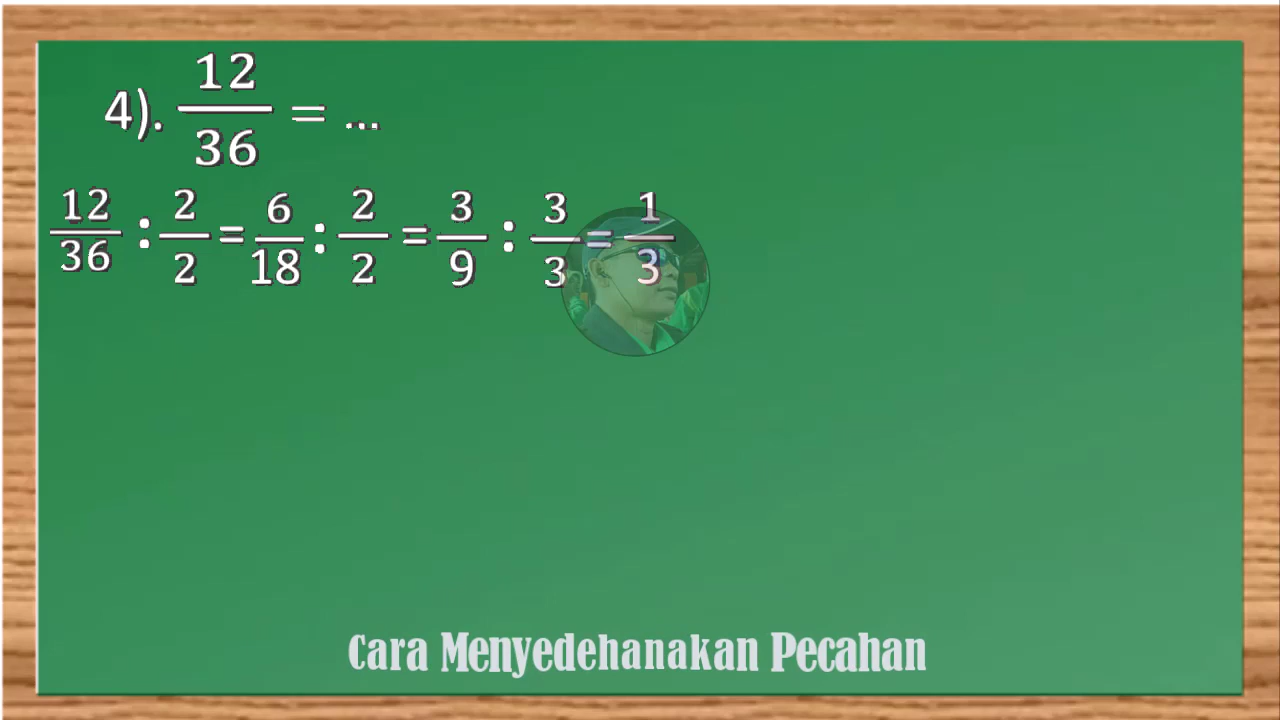 4). 12/36 = ...
12/36 : 2/2 = 6/18 : 2/2 = 3/9 : 3/3 = 1/3
Cara Menyedehanakan Pecahan